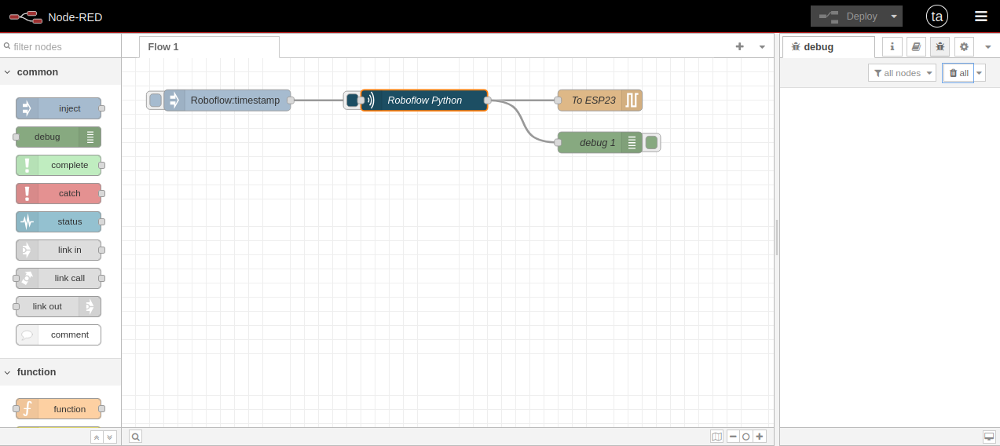 Node-RED
Deploy
ta
filter nodes
Flow 1
debug
i
common
all nodes
all
inject
Roboflow:timestamp
Roboflow Python
To ESP23
debug
debug 1
complete
catch
status
link in
link call
link out
comment
function
function